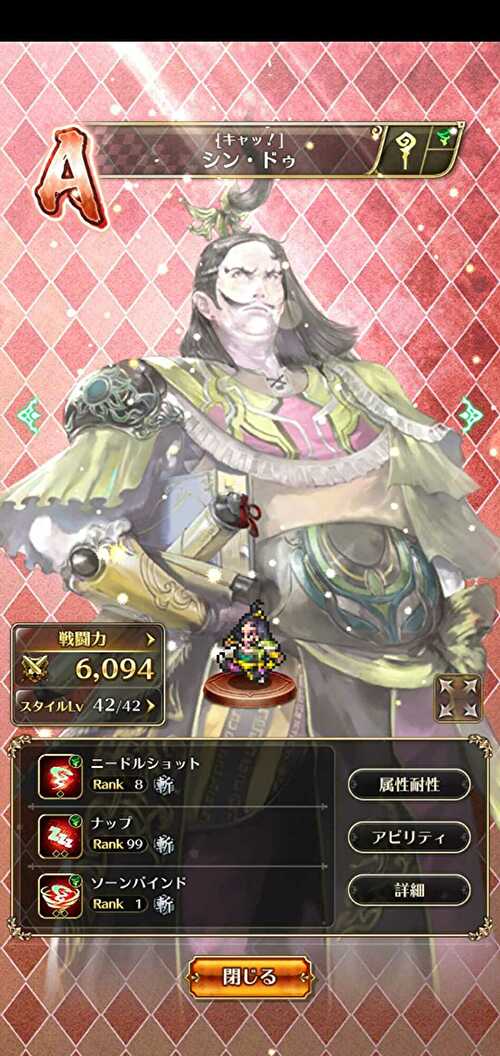 A
[キャッ!]
シン・ドゥ
戦闘力
6,094
スタイルLv 42/42
ニードルショット
Rank 8 斬
ナップ
Rank 99 斬
ソーンバインド
Rank 1 斬
属性耐性
アビリティ
詳細
閉じる